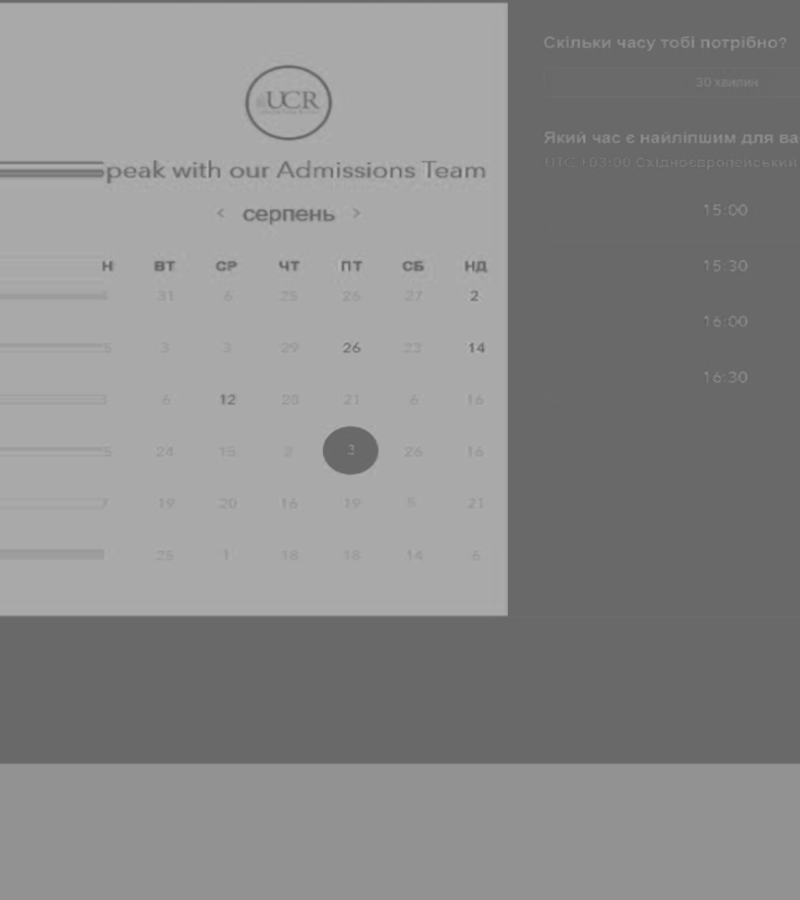 UCR
peak with our Admissions Team
< серпень >
Н ВТ СР ЧТ ПТ СБ НД
31 6 25 26 27 2
5 3 3 29 26 23 14
6 28 21 6 16
12
5 24 15 2 3 26 16
7 19 20 16 19 21
25 1 18 18 14 6
Скільки часу тобі потрібно?
30 хвилин
Який час є найліпшим для ва
UTC +03:00 Східноєвропейський
15:00
15:30
16:00
16:30